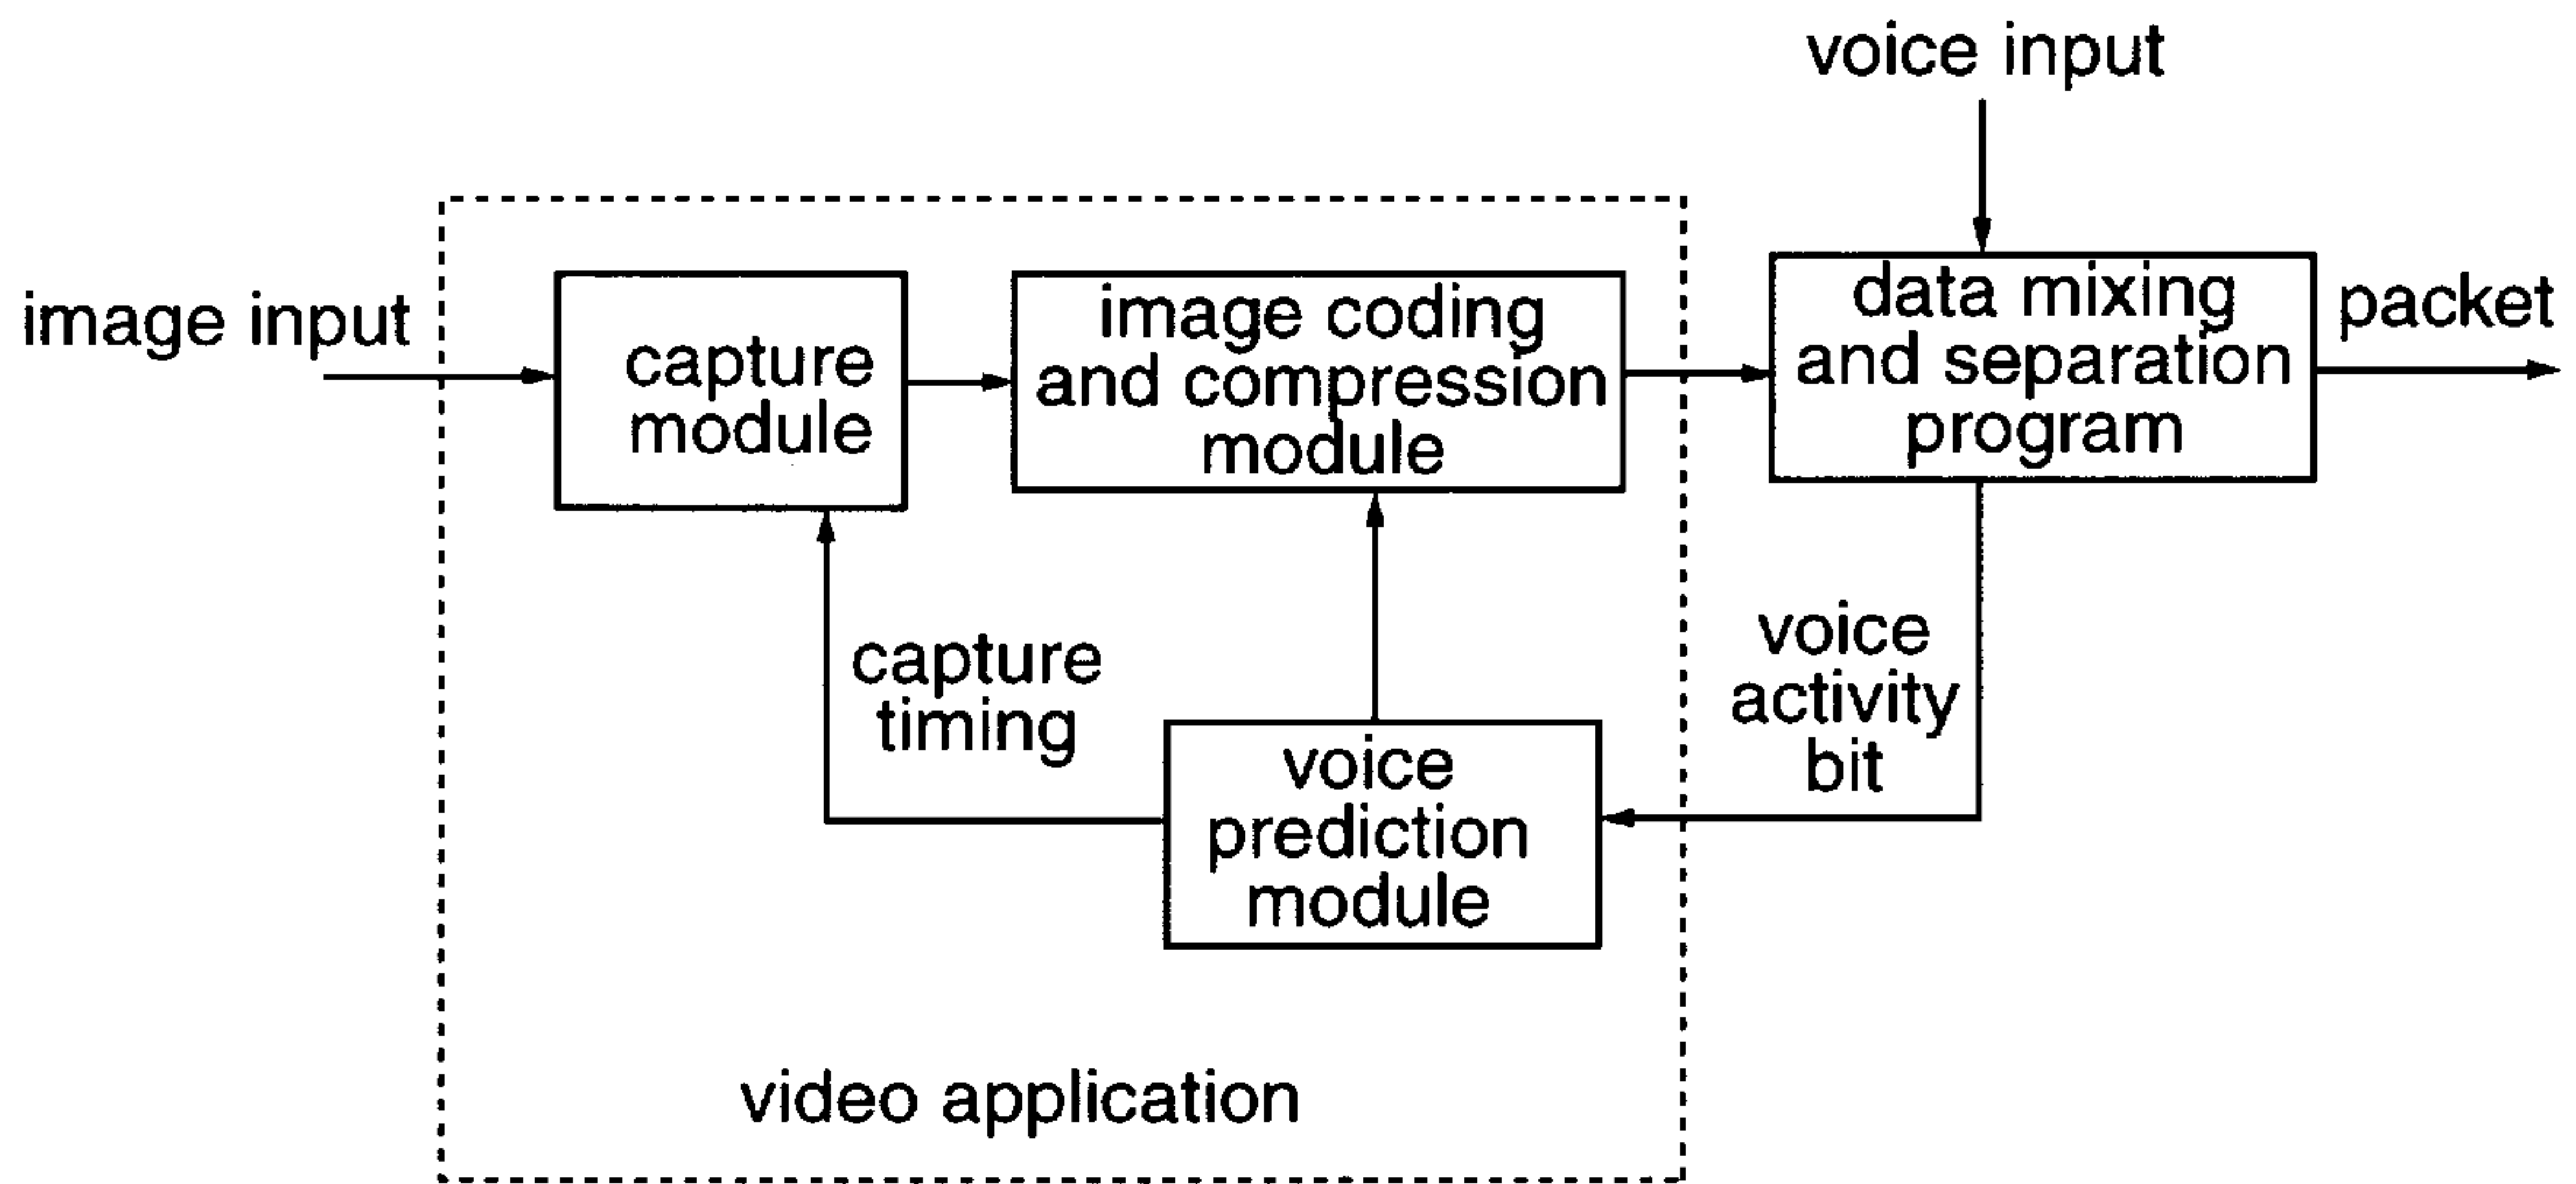 voice input
image input
capture
module
image coding
and compression
module
data mixing
and separation
program
packet
capture
timing
voice
activity
bit
voice
prediction
module
video application